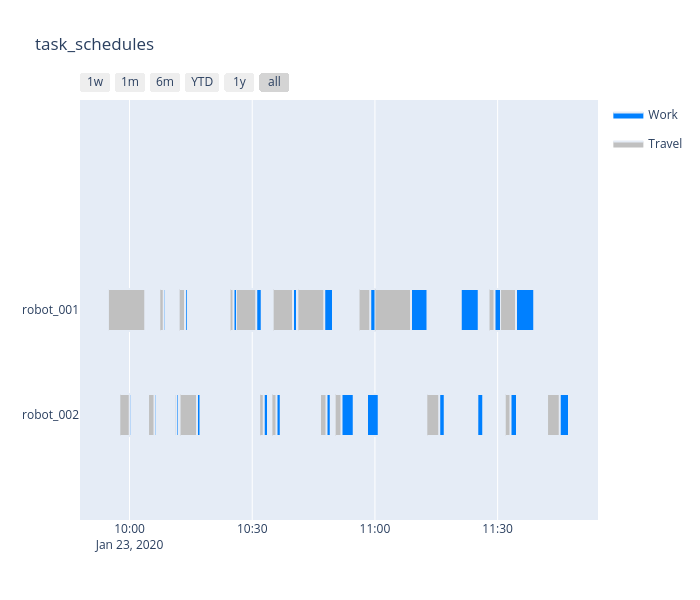 task_schedules
1w 1m 6m YTD 1y all
Work
Travel
robot_001
robot_002
10:00 10:30 11:00 11:30
Jan 23, 2020